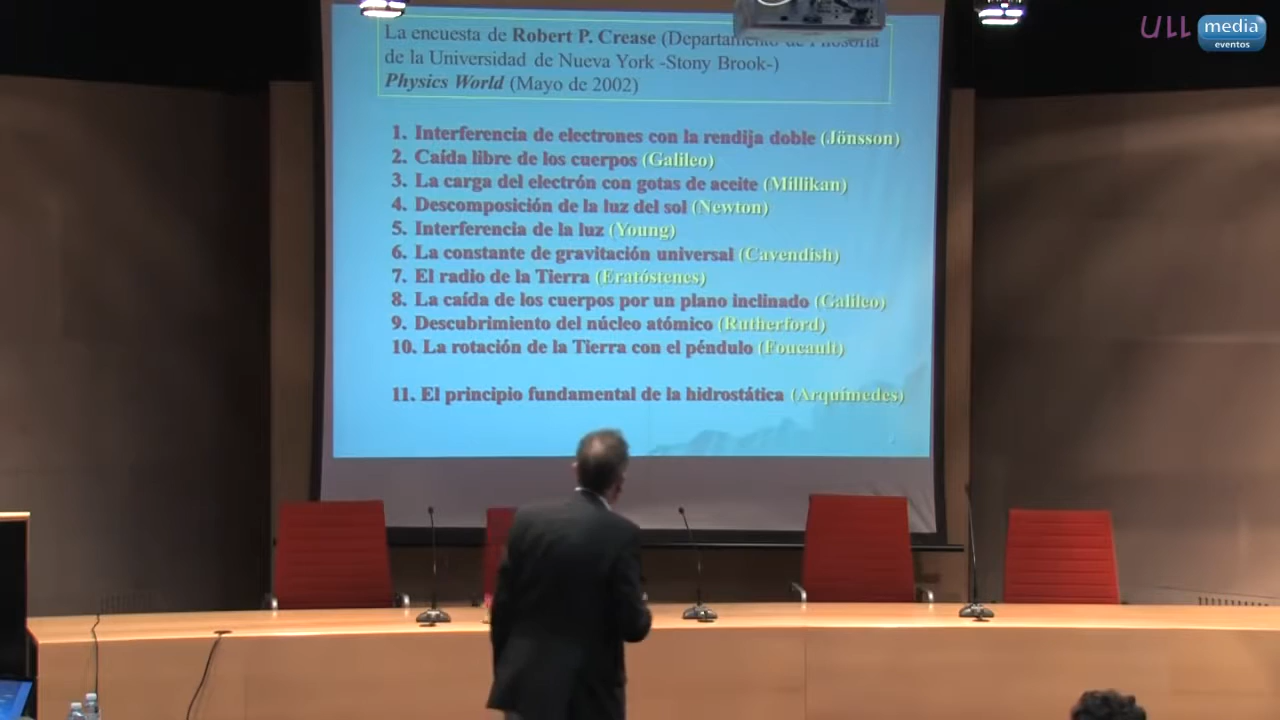 ULL media
eventos
La encuesta de Robert P. Crease (Departamento de Filosofía
de la Universidad de Nueva York -Stony Brook-)
Physics World (Mayo de 2002)
1. Interferencia de electrones con la rendija doble (Jönsson)
2. Caída libre de los cuerpos (Galileo)
3. La carga del electrón con gotas de aceite (Millikan)
4. Descomposición de la luz del sol (Newton)
5. Interferencia de la luz (Young)
6. La constante de gravitación universal (Cavendish)
7. El radio de la Tierra (Eratóstenes)
8. La caída de los cuerpos por un plano inclinado (Galileo)
9. Descubrimiento del núcleo atómico (Rutherford)
10. La rotación de la Tierra con el péndulo (Foucault)
11. El principio fundamental de la hidrostática (Arquímedes)